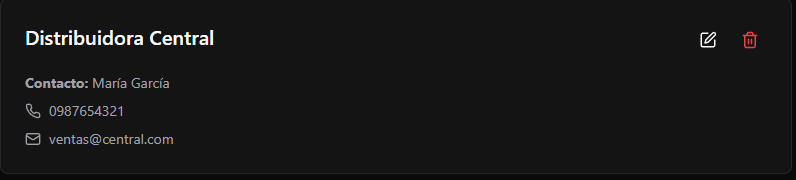 Distribuidora Central
Contacto: María García
0987654321
ventas@central.com